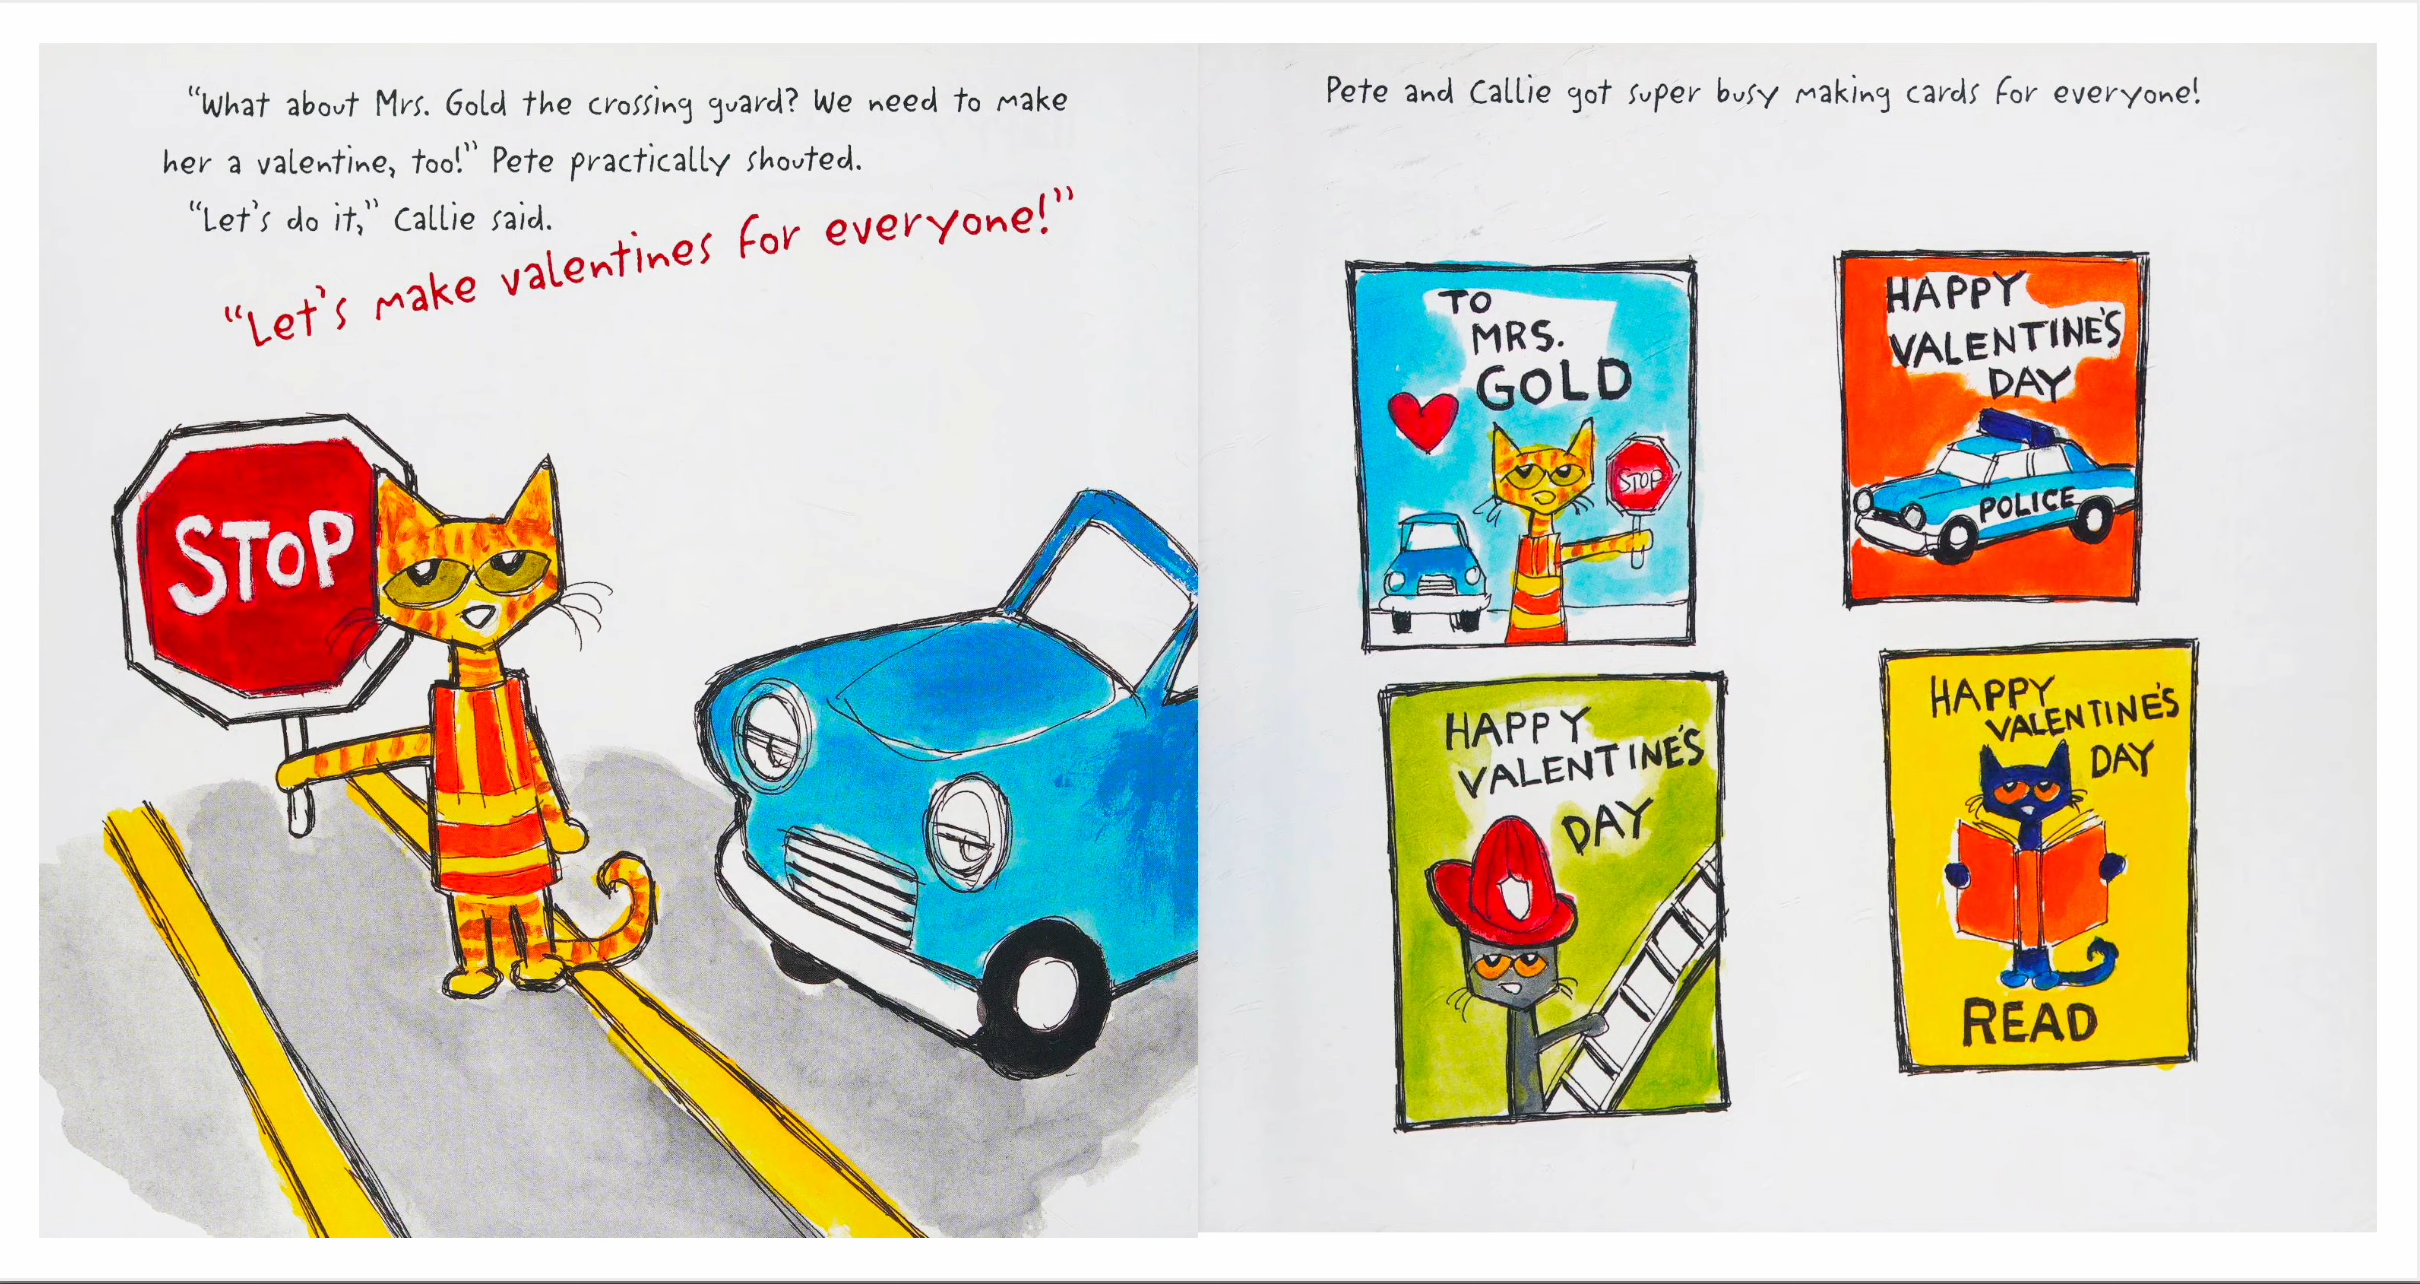 “What about Mrs. Gold the crossing guard? We need to make
her a valentine, too!” Pete practically shouted.
“Let’s do it,” Callie said.
“Let’s make valentines for everyone!”
STOP
Pete and Callie got super busy making cards for everyone!
TO
MRS.
GOLD
STOP
HAPPY
VALENTINE'S
DAY
POLICE
HAPPY
VALENTINE'S
DAY
HAPPY
VALENTINE'S
DAY
READ